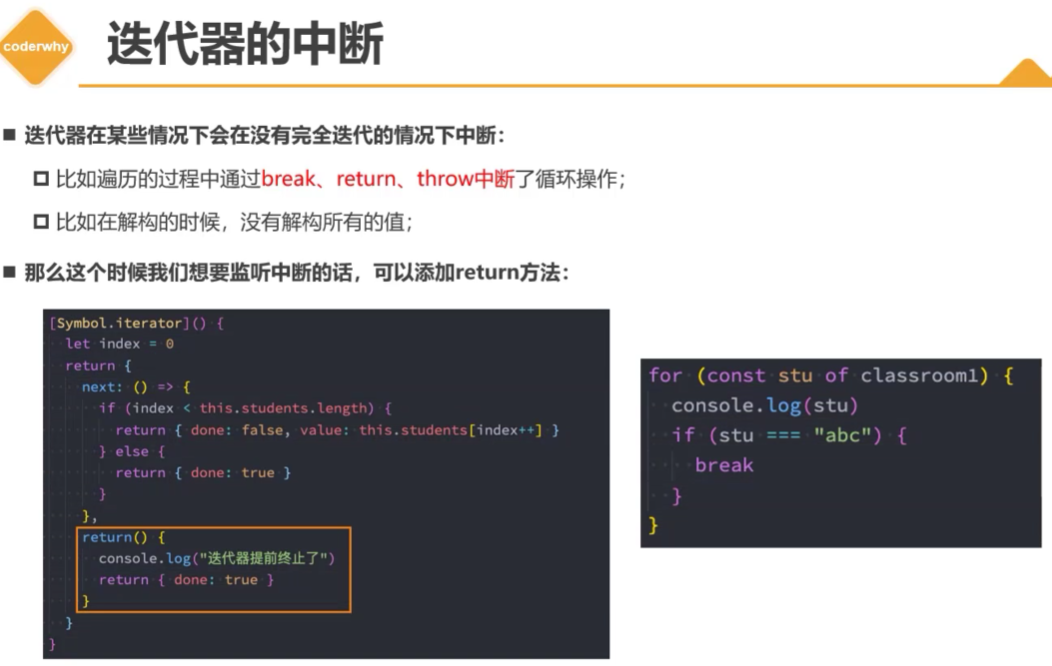 coderwhy
迭代器的中断
迭代器在某些情况下会在没有完全迭代的情况下中断：
比如遍历的过程中通过break、return、throw中断了循环操作；
比如在解构的时候，没有解构所有的值；
那么这个时候我们想要监听中断的话，可以添加return方法：
[Symbol.iterator]() {
let index = 0
return {
next: () => {
if (index < this.students.length) {
return { done: false, value: this.students[index++] }
} else {
return { done: true }
}
},
return() {
console.log("迭代器提前终止了")
return { done: true }
}
}
}
for (const stu of classroom1) {
console.log(stu)
if (stu === "abc") {
break
}
}